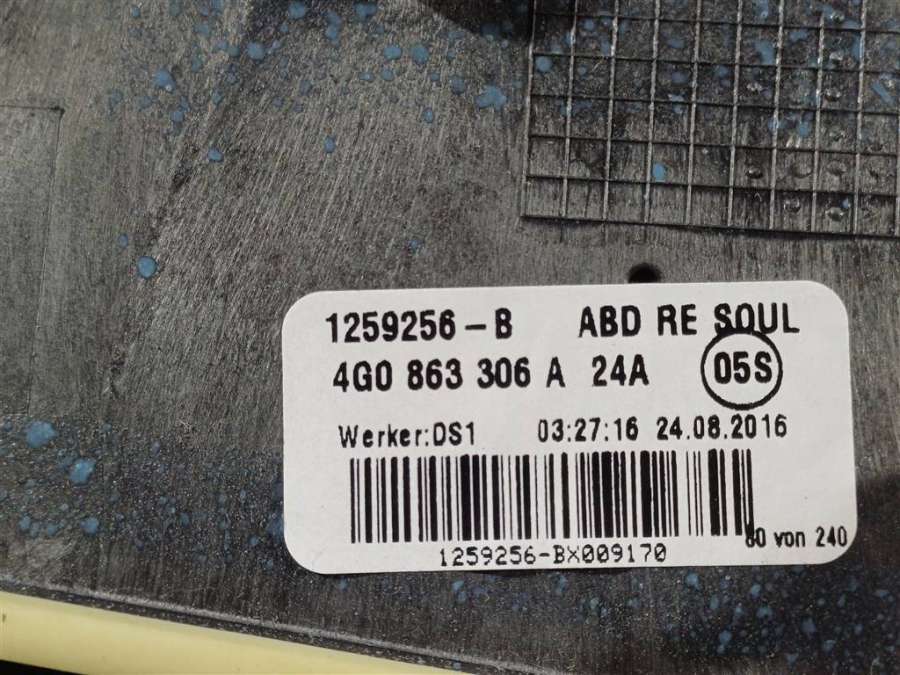 1259256-B ABD RE SOUL
4G0 863 306 A 24A 05S
Werker:DS1 03:27:16 24.08.2016
80 von 240
1259256-BX009170